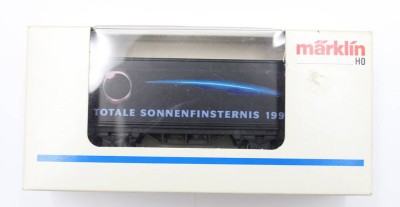 märklin
H0
TOTALE SONNENFINSTERNIS 199